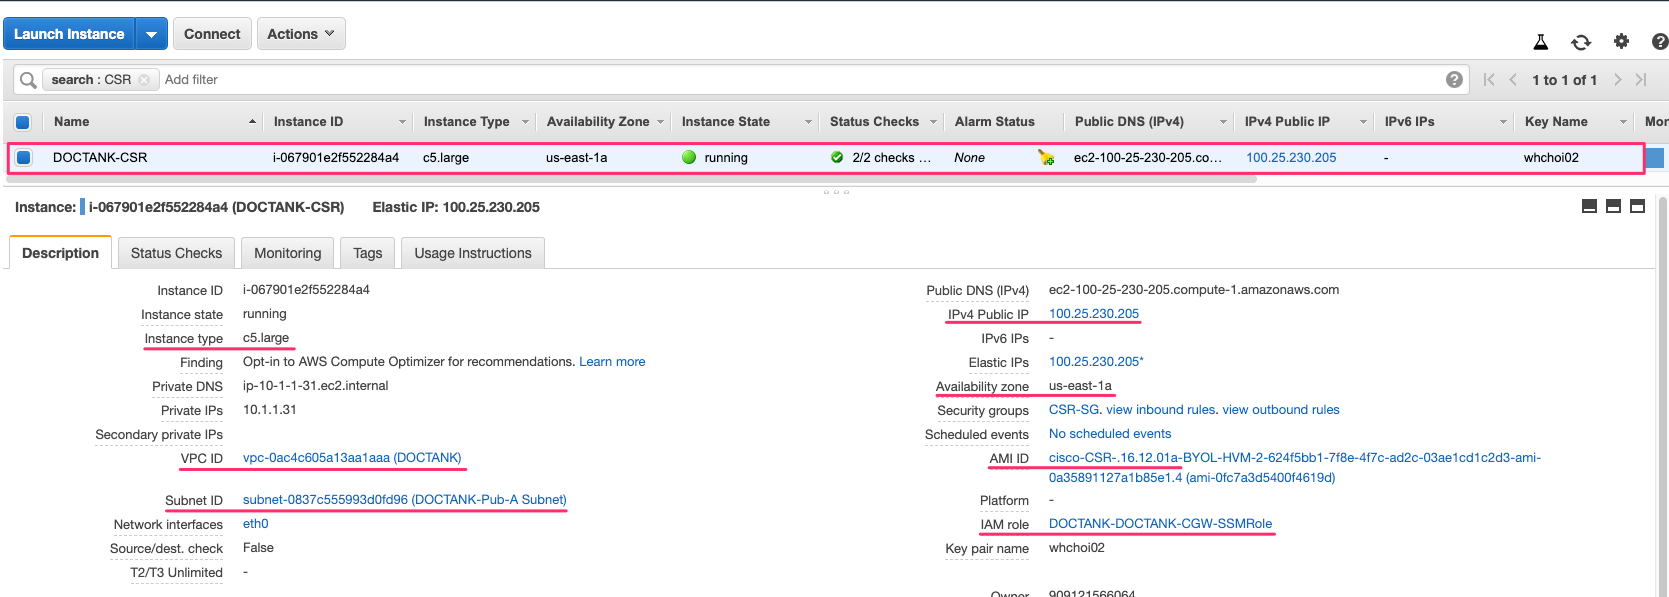 Launch Instance Connect Actions
search : CSR Add filter 1 to 1 of 1
Name Instance ID Instance Type Availability Zone Instance State Status Checks Alarm Status Public DNS (IPv4) IPv4 Public IP IPv6 IPs Key Name Mon
DOCTANK-CSR i-067901e2f552284a4 c5.large us-east-1a running 2/2 checks ... None ec2-100-25-230-205.co... 100.25.230.205 - whchoi02
Instance: i-067901e2f552284a4 (DOCTANK-CSR) Elastic IP: 100.25.230.205
Description Status Checks Monitoring Tags Usage Instructions
Instance ID i-067901e2f552284a4
Instance state running
Instance type c5.large
Finding Opt-in to AWS Compute Optimizer for recommendations. Learn more
Private DNS ip-10-1-1-31.ec2.internal
Private IPs 10.1.1.31
Secondary private IPs
VPC ID vpc-0ac4c605a13aa1aaa (DOCTANK)
Subnet ID subnet-0837c555993d0fd96 (DOCTANK-Pub-A Subnet)
Network interfaces eth0
Source/dest. check False
T2/T3 Unlimited -
Public DNS (IPv4) ec2-100-25-230-205.compute-1.amazonaws.com
IPv4 Public IP 100.25.230.205
IPv6 IPs -
Elastic IPs 100.25.230.205*
Availability zone us-east-1a
Security groups CSR-SG. view inbound rules. view outbound rules
Scheduled events No scheduled events
AMI ID cisco-CSR-.16.12.01a-BYOL-HVM-2-624f5bb1-7f8e-4f7c-ad2c-03ae1cd1c2d3-ami-
0a35891127a1b85e1.4 (ami-0fc7a3d5400f4619d)
Platform -
IAM role DOCTANK-DOCTANK-CGW-SSMRole
Key pair name whchoi02
Owner 909121566064